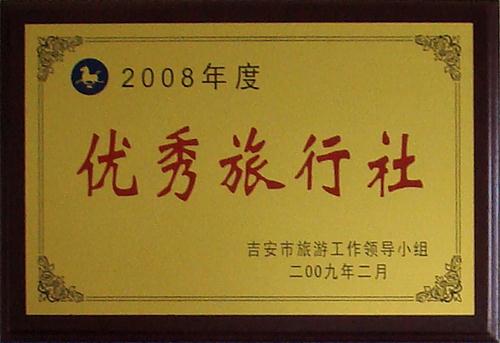 2008年度
优秀旅行社
吉安市旅游工作领导小组
二00九年二月